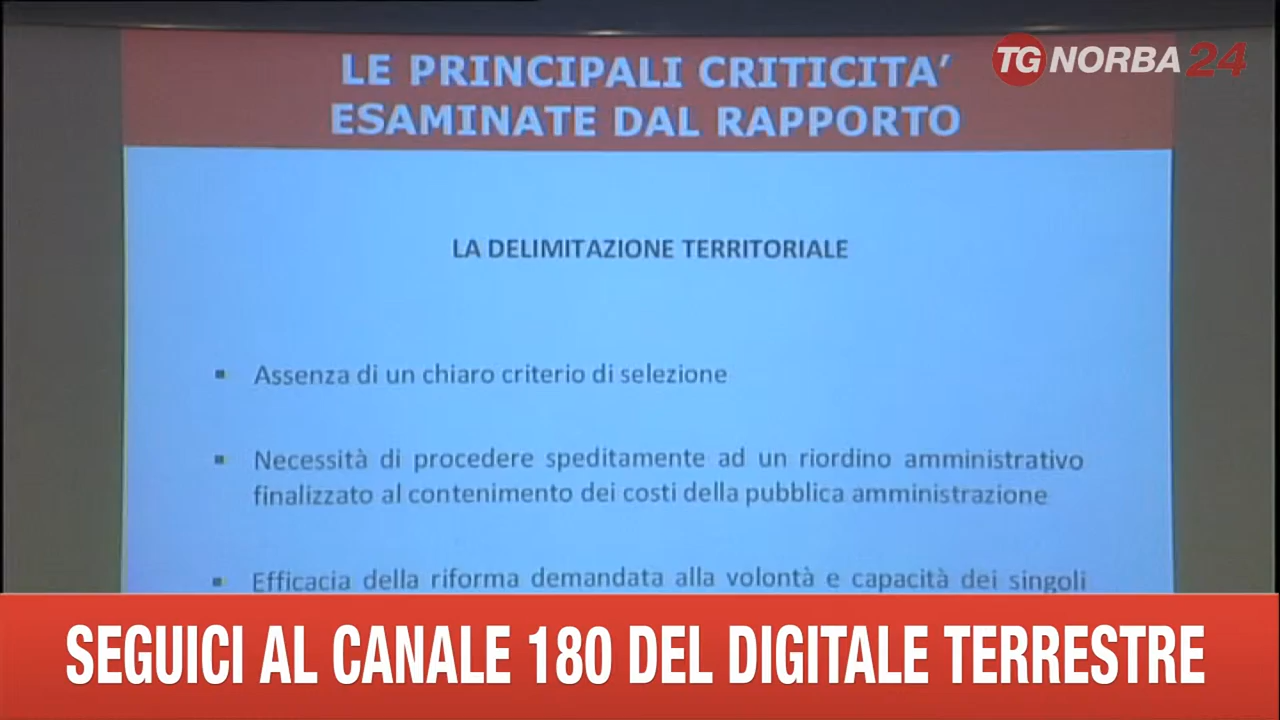 TG NORBA 24
LE PRINCIPALI CRITICITA’
ESAMINATE DAL RAPPORTO
LA DELIMITAZIONE TERRITORIALE
▪ Assenza di un chiaro criterio di selezione
▪ Necessità di procedere speditamente ad un riordino amministrativo
finalizzato al contenimento dei costi della pubblica amministrazione
▪ Efficacia della riforma demandata alla volontà e capacità dei singoli
SEGUICI AL CANALE 180 DEL DIGITALE TERRESTRE